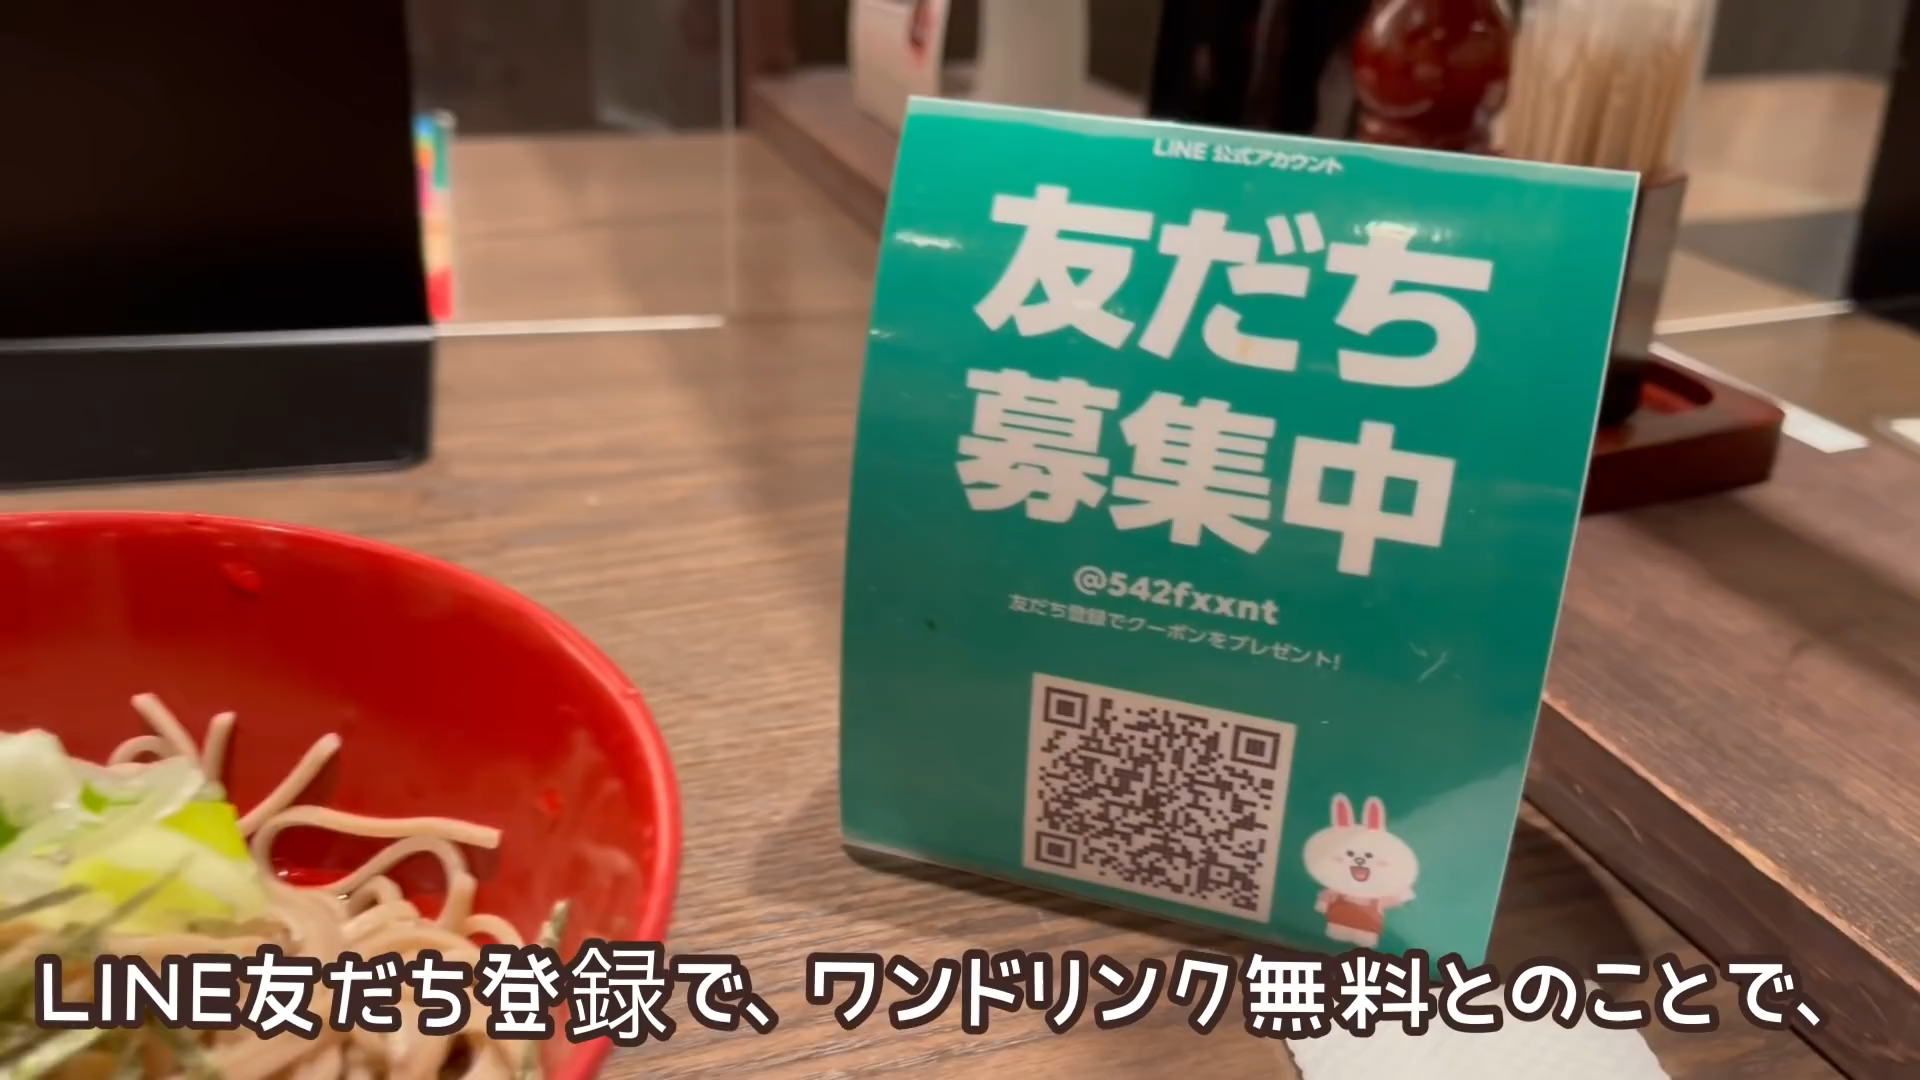 LINE 公式アカウント
友だち
募集中
@542fxxnt
友だち登録でクーポンをプレゼント!
LINE友だち登録で、ワンドリンク無料とのことで、